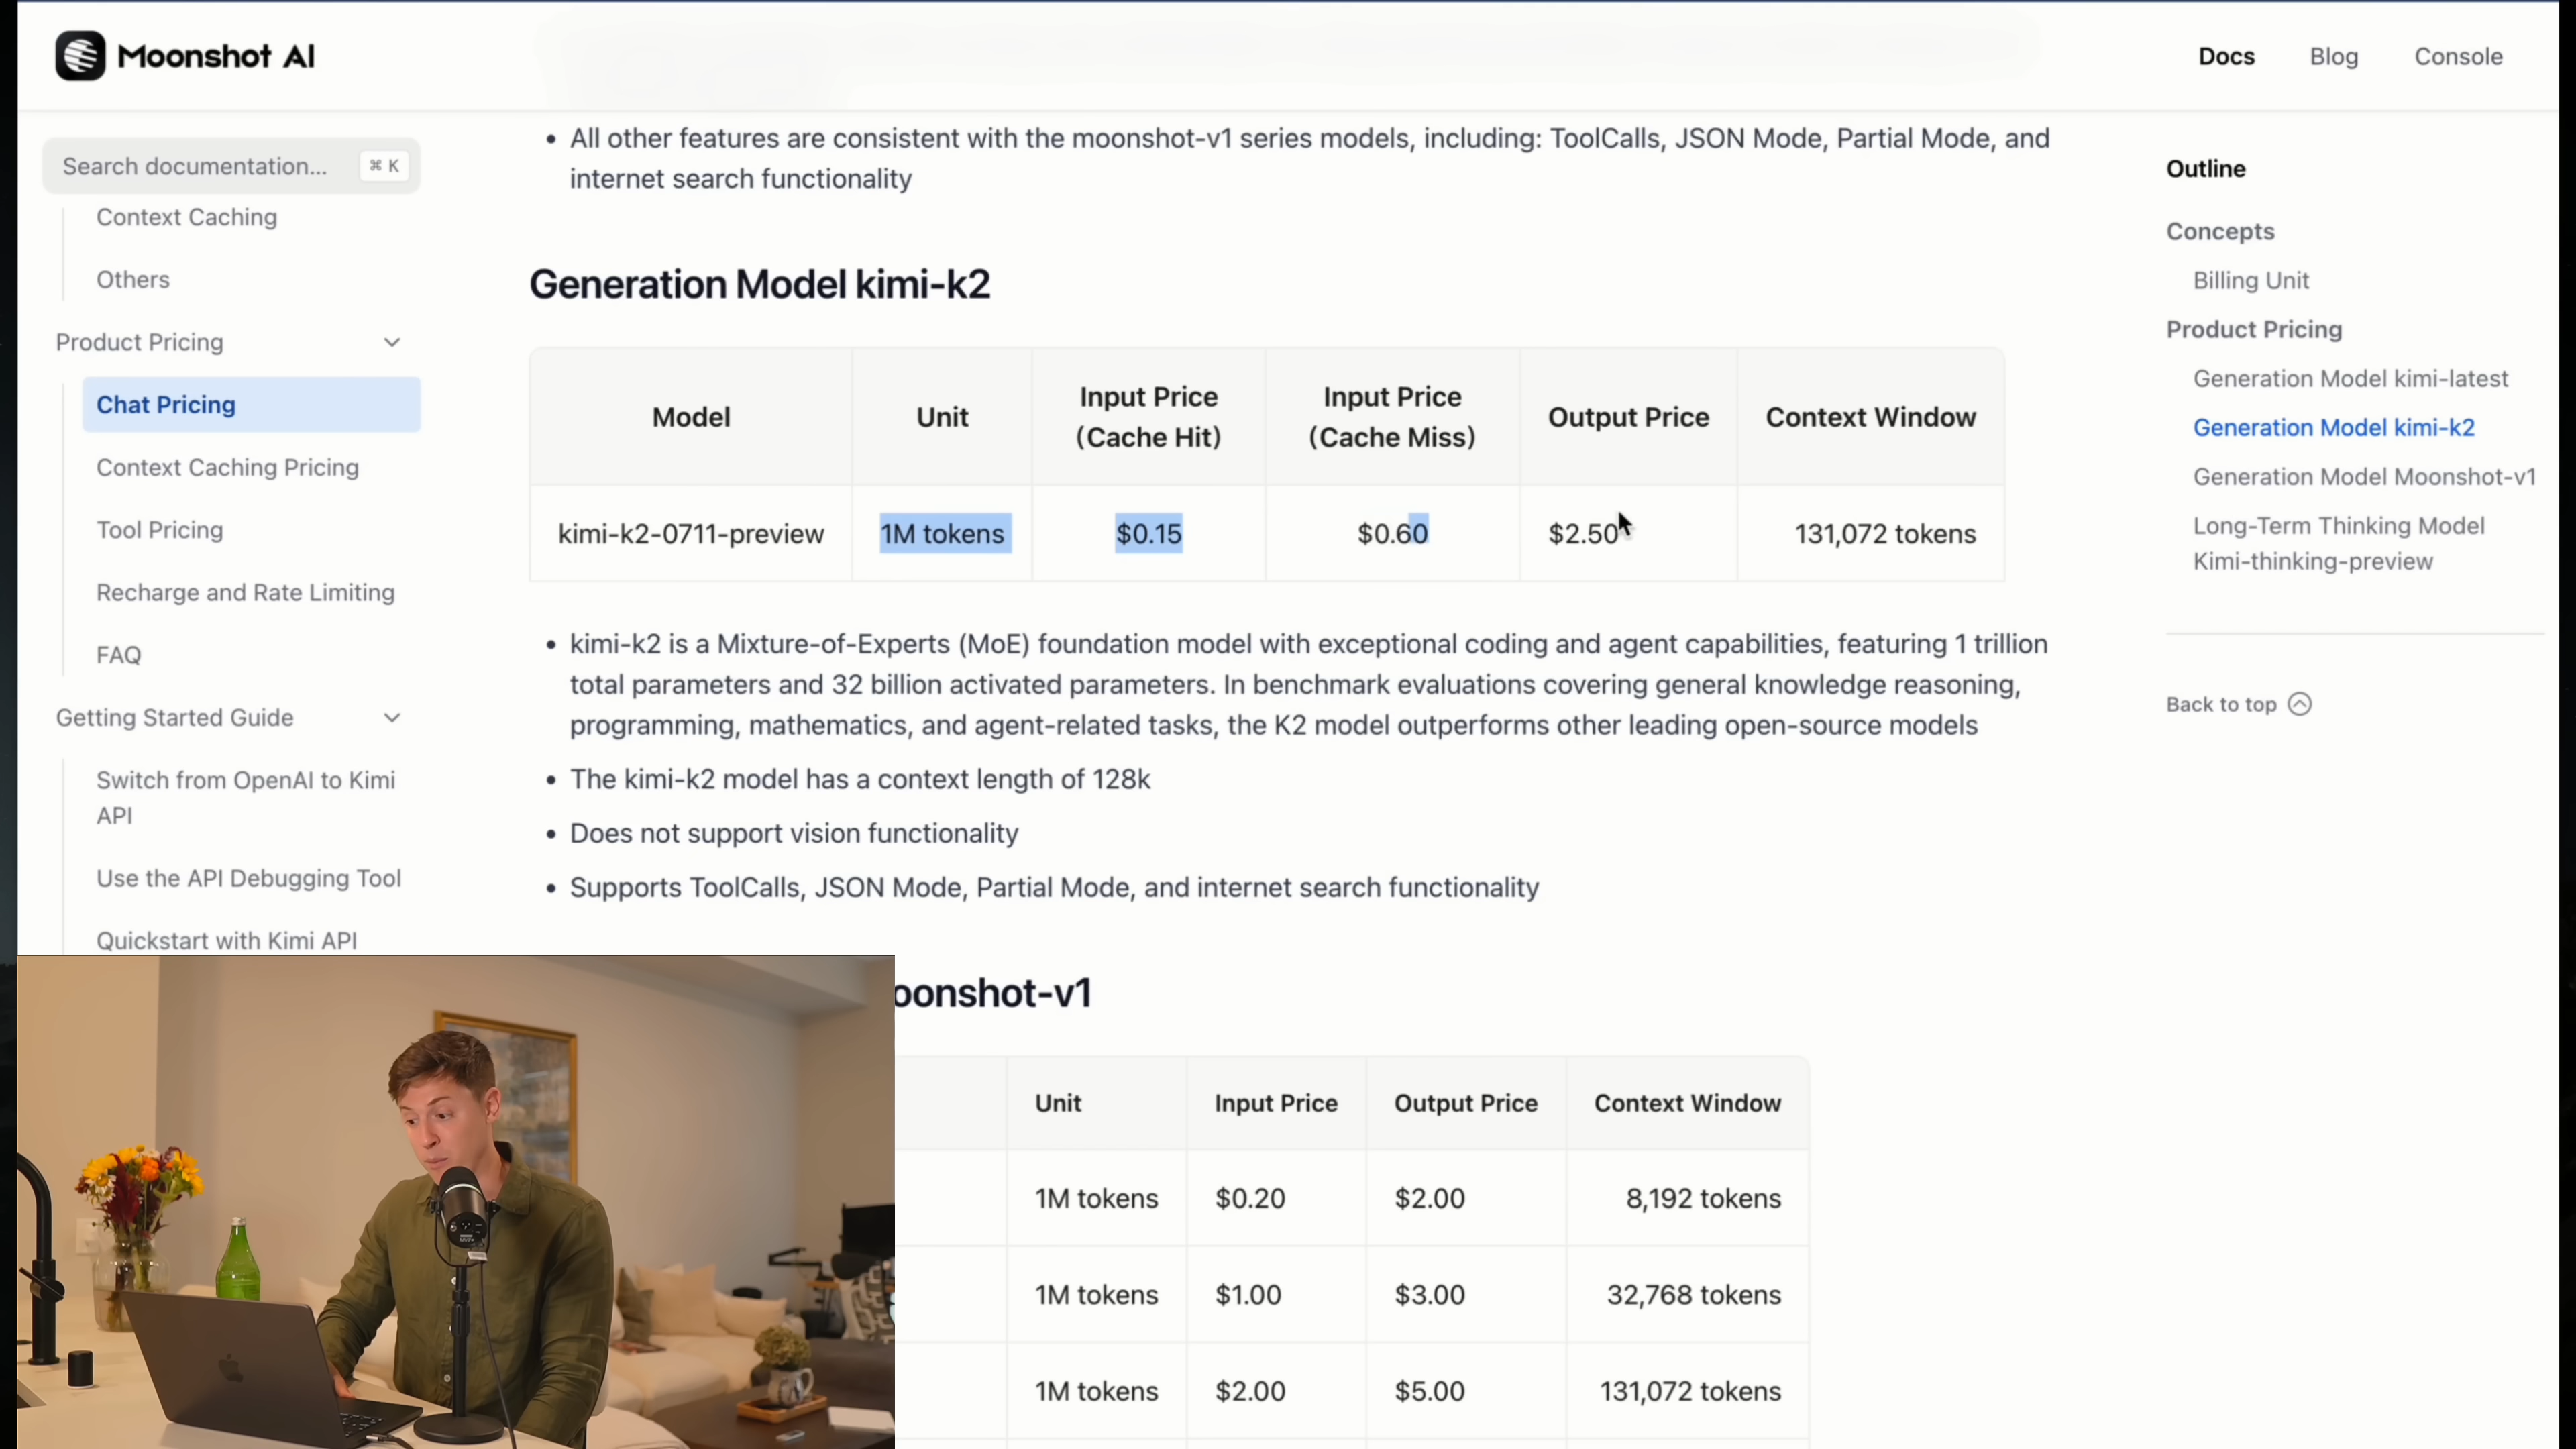 Moonshot AI
Docs
Blog
Console
Search documentation...
⌘ K
Context Caching
Others
Product Pricing
Chat Pricing
Context Caching Pricing
Tool Pricing
Recharge and Rate Limiting
FAQ
Getting Started Guide
Switch from OpenAI to Kimi
API
Use the API Debugging Tool
Quickstart with Kimi API
• All other features are consistent with the moonshot-v1 series models, including: ToolCalls, JSON Mode, Partial Mode, and
internet search functionality
Generation Model kimi-k2
Model
Unit
Input Price
(Cache Hit)
Input Price
(Cache Miss)
Output Price
Context Window
kimi-k2-0711-preview
1M tokens
$0.15
$0.60
$2.50
131,072 tokens
• kimi-k2 is a Mixture-of-Experts (MoE) foundation model with exceptional coding and agent capabilities, featuring 1 trillion
total parameters and 32 billion activated parameters. In benchmark evaluations covering general knowledge reasoning,
programming, mathematics, and agent-related tasks, the K2 model outperforms other leading open-source models
• The kimi-k2 model has a context length of 128k
• Does not support vision functionality
• Supports ToolCalls, JSON Mode, Partial Mode, and internet search functionality
oonshot-v1
Unit
Input Price
Output Price
Context Window
1M tokens
$0.20
$2.00
8,192 tokens
1M tokens
$1.00
$3.00
32,768 tokens
1M tokens
$2.00
$5.00
131,072 tokens
Outline
Concepts
Billing Unit
Product Pricing
Generation Model kimi-latest
Generation Model kimi-k2
Generation Model Moonshot-v1
Long-Term Thinking Model
Kimi-thinking-preview
Back to top